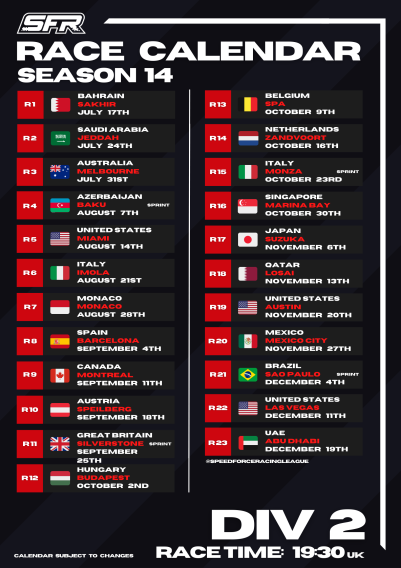 SFR
RACE CALENDAR
SEASON 14
R1
BAHRAIN
SAKHIR
JULY 17TH
R2
SAUDI ARABIA
JEDDAH
JULY 24TH
R3
AUSTRALIA
MELBOURNE
JULY 31ST
R4
AZERBAIJAN
BAKU SPRINT
AUGUST 7TH
R5
UNITED STATES
MIAMI
AUGUST 14TH
R6
ITALY
IMOLA
AUGUST 21ST
R7
MONACO
MONACO
AUGUST 28TH
R8
SPAIN
BARCELONA
SEPTEMBER 4TH
R9
CANADA
MONTREAL
SEPTEMBER 11TH
R10
AUSTRIA
SPEILBERG
SEPTEMBER 18TH
R11
GREAT BRITAIN
SILVERSTONE SPRINT
SEPTEMBER
25TH
R12
HUNGARY
BUDAPEST
OCTOBER 2ND
R13
BELGIUM
SPA
OCTOBER 9TH
R14
NETHERLANDS
ZANDVOORT
OCTOBER 16TH
R15
ITALY
MONZA SPRINT
OCTOBER 23RD
R16
SINGAPORE
MARINA BAY
OCTOBER 30TH
R17
JAPAN
SUZUKA
NOVEMBER 6TH
R18
QATAR
LOSAI
NOVEMBER 13TH
R19
UNITED STATES
AUSTIN
NOVEMBER 20TH
R20
MEXICO
MEXICO CITY
NOVEMBER 27TH
R21
BRAZIL
SAO PAULO SPRINT
DECEMBER 4TH
R22
UNITED STATES
LAS VEGAS
DECEMBER 11TH
R23
UAE
ABU DHABI
DECEMBER 19TH
@SPEEDFORCERACINGLEAGUE
DIV 2
CALENDAR SUBJECT TO CHANGES
RACE TIME: 19:30 UK